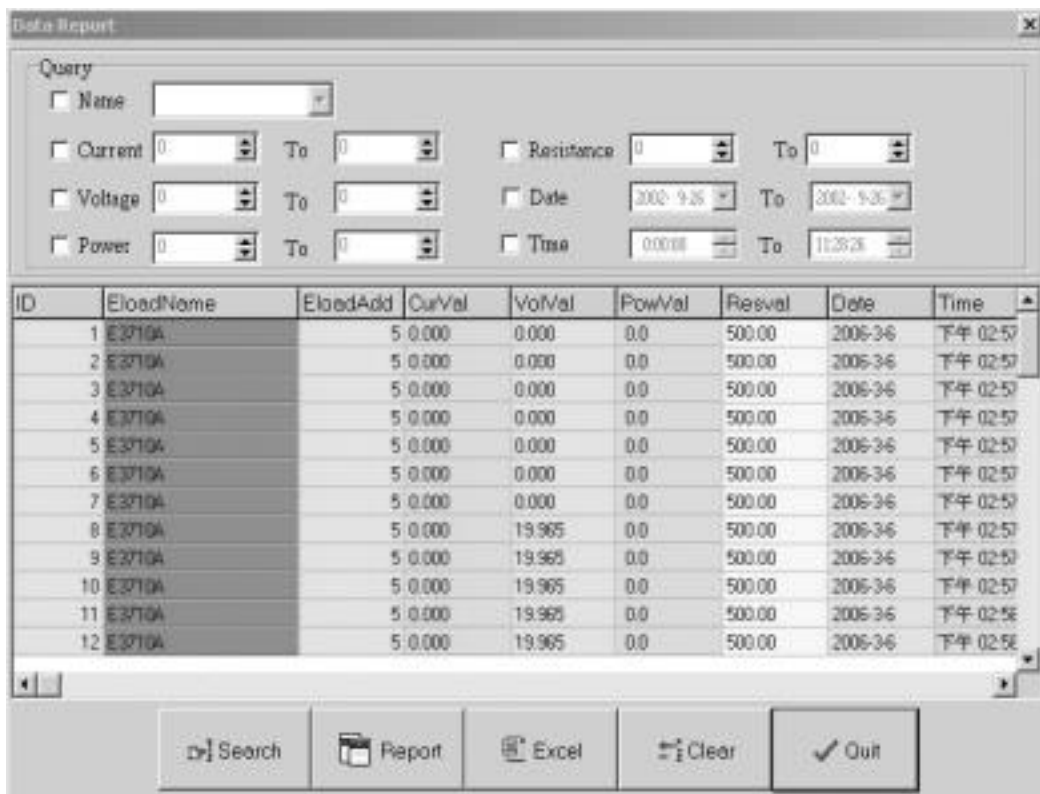 Data Report
Query
Name
Current 0 To 0 Resistance 0 To 0
Voltage 0 To 0 Date 2002- 9-26 To 2002- 9-26
Power 0 To 0 Time 0:00:00 To 11:28:26
ID EloadName EloadAdd CurVal VolVal PowVal Resval Date Time
1 E3710A 5 0.000 0.000 0.0 500.00 2006-3-6 下午 02:57
2 E3710A 5 0.000 0.000 0.0 500.00 2006-3-6 下午 02:57
3 E3710A 5 0.000 0.000 0.0 500.00 2006-3-6 下午 02:57
4 E3710A 5 0.000 0.000 0.0 500.00 2006-3-6 下午 02:57
5 E3710A 5 0.000 0.000 0.0 500.00 2006-3-6 下午 02:57
6 E3710A 5 0.000 0.000 0.0 500.00 2006-3-6 下午 02:57
7 E3710A 5 0.000 0.000 0.0 500.00 2006-3-6 下午 02:57
8 E3710A 5 0.000 19.965 0.0 500.00 2006-3-6 下午 02:57
9 E3710A 5 0.000 19.965 0.0 500.00 2006-3-6 下午 02:57
10 E3710A 5 0.000 19.965 0.0 500.00 2006-3-6 下午 02:57
11 E3710A 5 0.000 19.965 0.0 500.00 2006-3-6 下午
12 E3710A 5 0.000 19.965 0.0 500.00 2006-3-6 下午
Search Report Excel Clear Quit